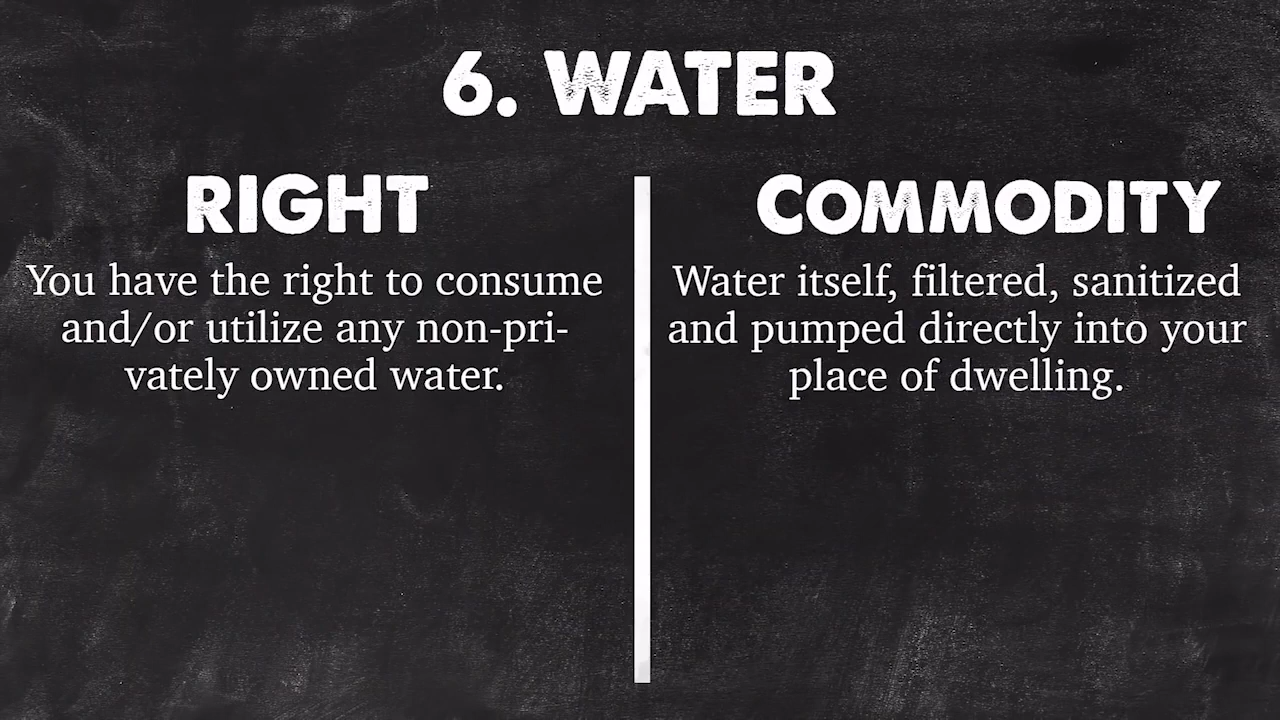 6. WATER
RIGHT
You have the right to consume
and/or utilize any non-pri-
vately owned water.
COMMODITY
Water itself, filtered, sanitized
and pumped directly into your
place of dwelling.